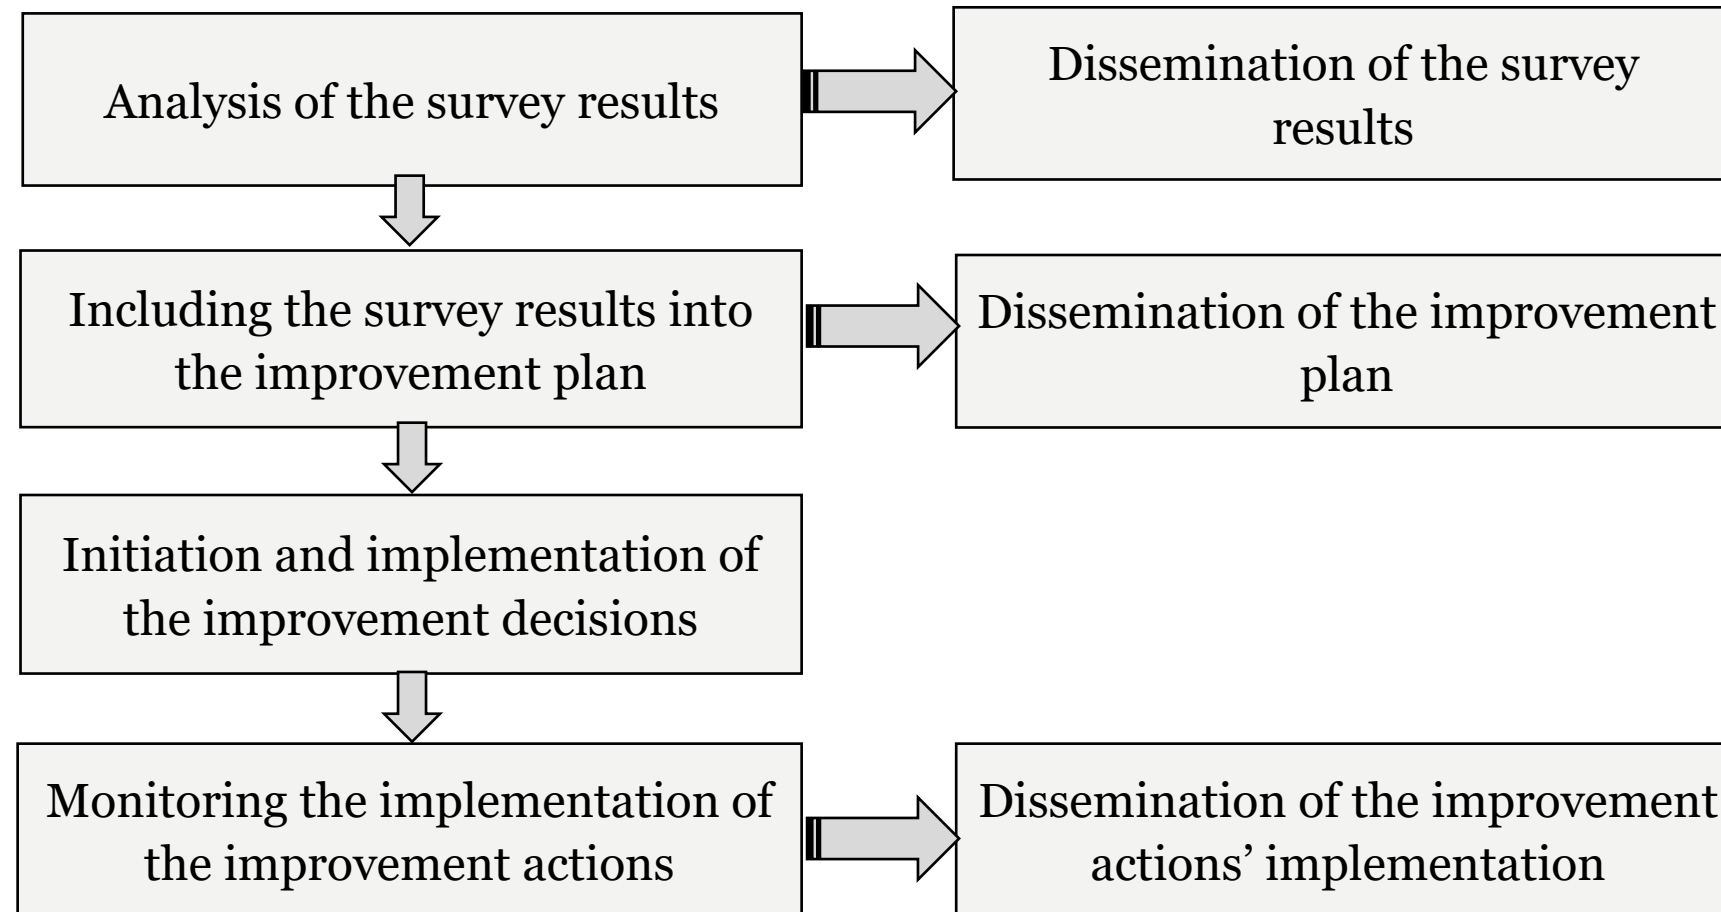 Analysis of the survey results
Dissemination of the survey
results
Including the survey results into
the improvement plan
Dissemination of the improvement
plan
Initiation and implementation of
the improvement decisions
Monitoring the implementation of
the improvement actions
Dissemination of the improvement
actions’ implementation